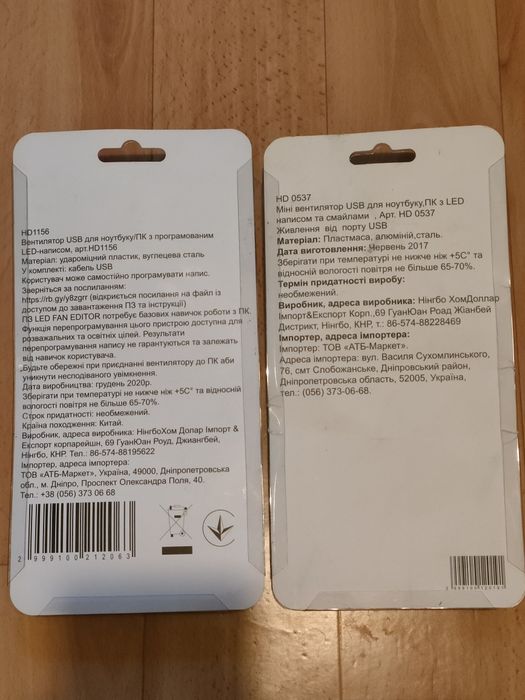 HD1156
Вентилятор USB для ноутбуку/ПК з програмованим
LED-написом, арт.HD1156
Матеріал: удароміцний пластик, вуглецева сталь
У комплекті: кабель USB
Користувач може самостійно програмувати напис.
Зверніться за посиланням:
https://rb.gy/y8zgrr (відкриється посилання на файл із
доступом до завантаження ПЗ та інструкції)
ПЗ LED FAN EDITOR потребує базових навичок роботи з ПК.
Функція перепрограмування цього пристрою доступна для
розважальних та освітніх цілей. Результати
перепрограмування напису не гарантуються та залежать
від навичок користувача.
Будьте обережні при приєднанні вентилятору до ПК аби
уникнути несподіваного увімкнення.
Дата виробництва: грудень 2020р.
Зберігати при температурі не нижче ніж +5С° та відносній
вологості повітря не більше 65-70%.
Строк придатності: необмежений.
Країна походження: Китай.
Виробник, адреса виробника: НінгбоХом Долар Імпорт &
Експорт корпарейшн, 69 ГуанЮан Роуд, Джиангбей,
Нінгбо, КНР. Тел.: 86-574-88195622
Імпортер, адреса імпортера:
ТОВ «АТБ-Маркет», Україна, 49000, Дніпропетровська
обл., м. Дніпро, Проспект Олександра Поля, 40.
Тел.: +38 (056) 373 06 68
2 999100 212063
HD 0537
Міні вентилятор USB для ноутбуку,ПК з LED
написом та смайлами , Арт. HD 0537
Живлення від порту USB
Матеріал: Пластмаса, алюміній,сталь.
Дата виготовлення: Червень 2017
Зберігати при температурі не нижче ніж +5С° та
відносній вологості повітря не більше 65-70%.
Термін придатності виробу:
необмежений.
Виробник, адреса виробника: Нінгбо ХомДоллар
Імпорт&Експорт Корп.,69 ГуанЮан Роад Жіанбей
Дистрикт, Нінгбо, КНР, т.: 86-574-88228469
Імпортер, адреса імпортера:
Імпортер: ТОВ «АТБ-Маркет».
Адреса імпортера: вул. Василя Сухомлинського,
76, смт Слобожанське, Дніпровський район,
Дніпропетровська область, 52005, Україна,
тел.: (056) 373-06-68.